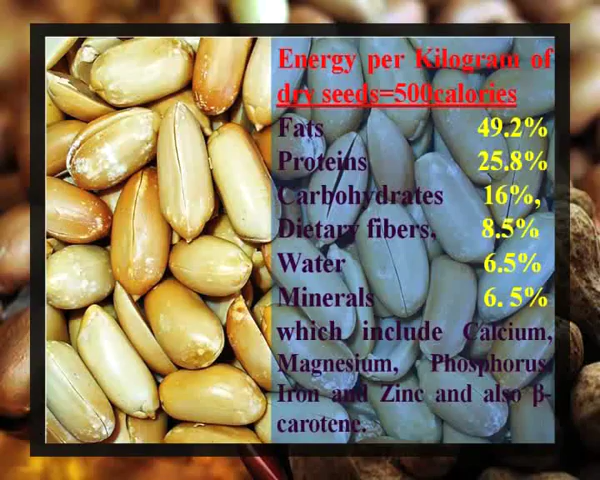 Energy per Kilogram of
dry seeds=500calories
Fats 49.2%
Proteins 25.8%
Carbohydrates 16%,
Dietary fibers, 8.5%
Water 6.5%
Minerals 6. 5%
which include Calcium,
Magnesium, Phosphorus,
Iron and Zinc and also β-
carotene.